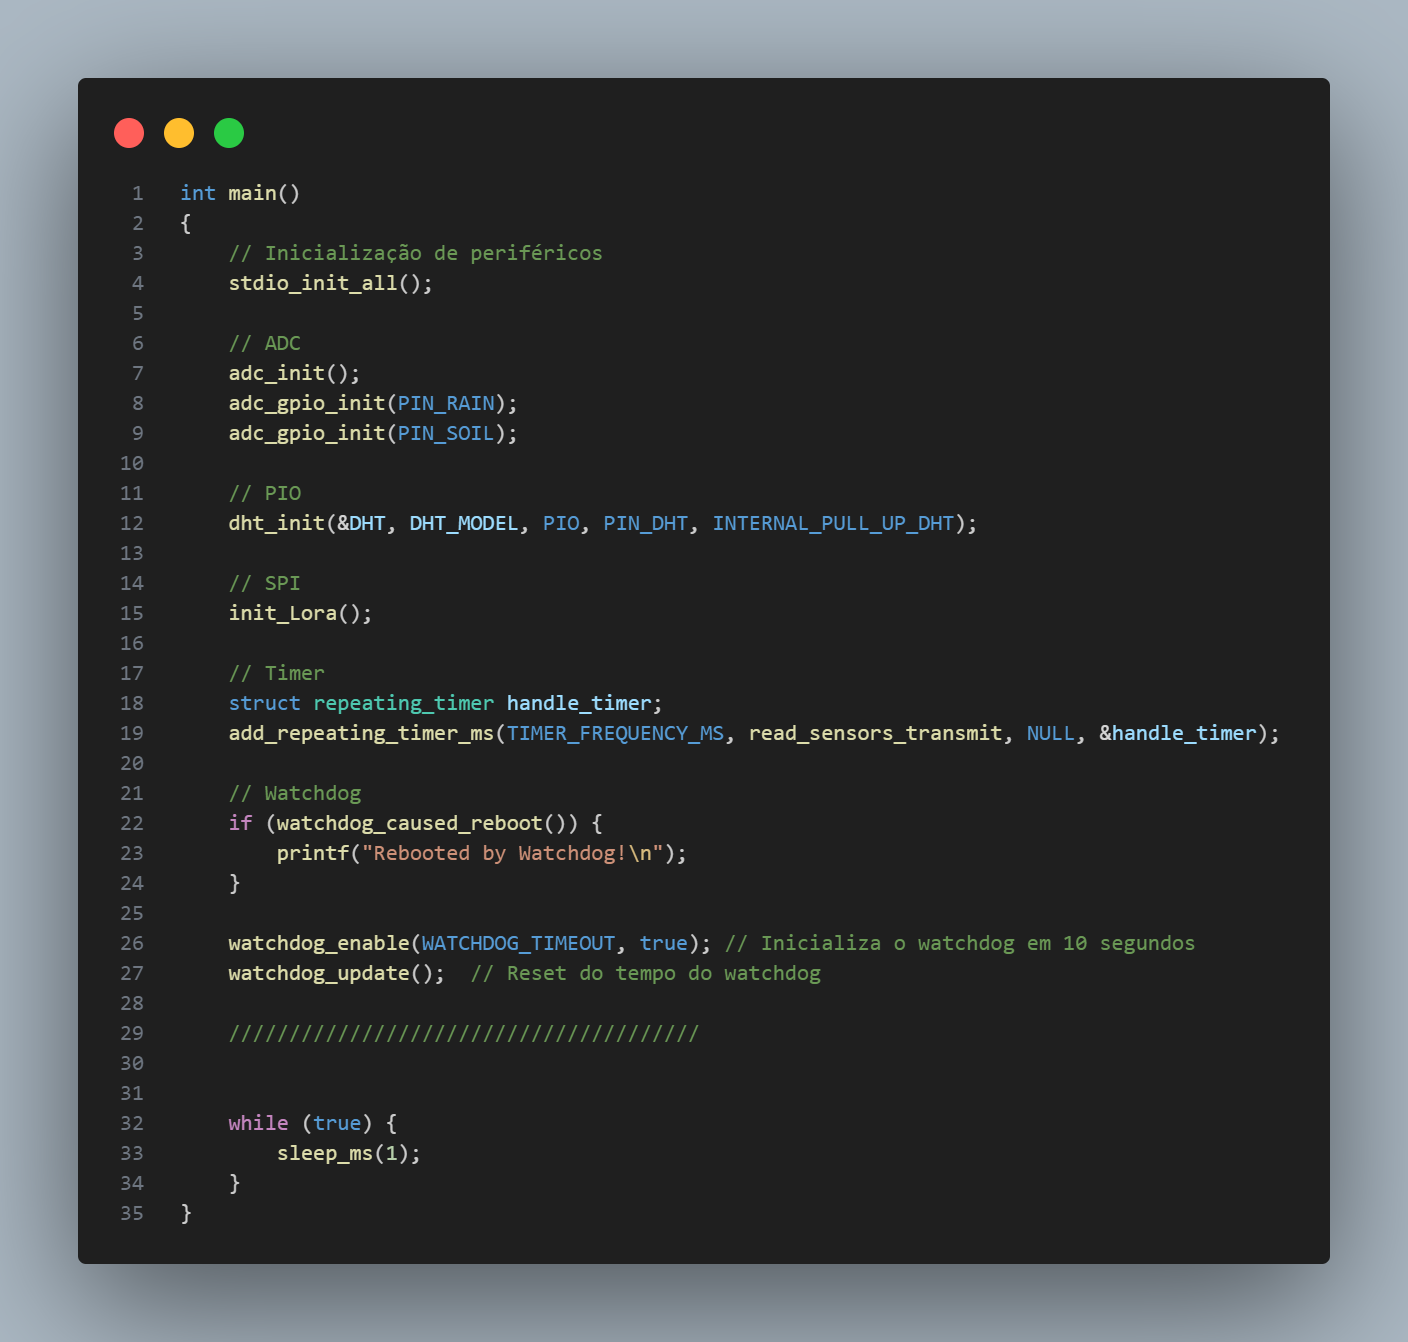 1 int main()
2 {
3 // Inicialização de periféricos
4 stdio_init_all();
5
6 // ADC
7 adc_init();
8 adc_gpio_init(PIN_RAIN);
9 adc_gpio_init(PIN_SOIL);
10
11 // PIO
12 dht_init(&DHT, DHT_MODEL, PIO, PIN_DHT, INTERNAL_PULL_UP_DHT);
13
14 // SPI
15 init_Lora();
16
17 // Timer
18 struct repeating_timer handle_timer;
19 add_repeating_timer_ms(TIMER_FREQUENCY_MS, read_sensors_transmit, NULL, &handle_timer);
20
21 // Watchdog
22 if (watchdog_caused_reboot()) {
23 printf("Rebooted by Watchdog!\n");
24 }
25
26 watchdog_enable(WATCHDOG_TIMEOUT, true); // Inicializa o watchdog em 10 segundos
27 watchdog_update();  // Reset do tempo do watchdog
28
29 ///////////////////////////////////////
30
31
32 while (true) {
33 sleep_ms(1);
34 }
35 }